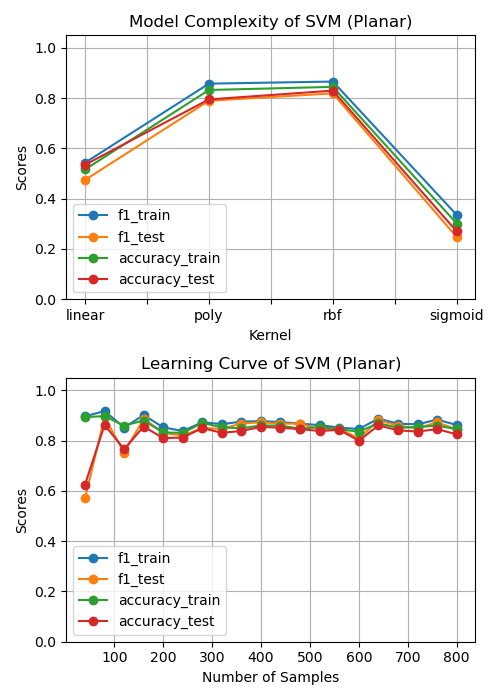 Model Complexity of SVM (Planar)
1.0
0.8
0.6
0.4
0.2
0.0
Scores
f1_train
f1_test
accuracy_train
accuracy_test
linear poly rbf sigmoid
Kernel
Learning Curve of SVM (Planar)
1.0
0.8
0.6
0.4
0.2
0.0
Scores
f1_train
f1_test
accuracy_train
accuracy_test
100 200 300 400 500 600 700 800
Number of Samples